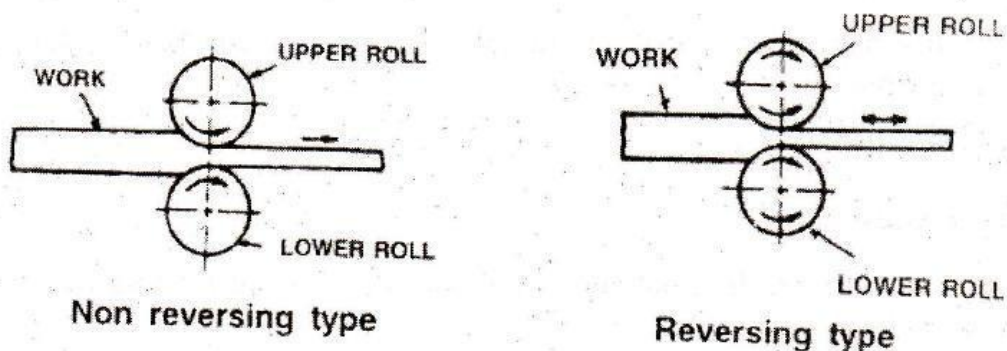 UPPER ROLL
WORK
LOWER ROLL
Non reversing type
UPPER ROLL
WORK
LOWER ROLL
Reversing type